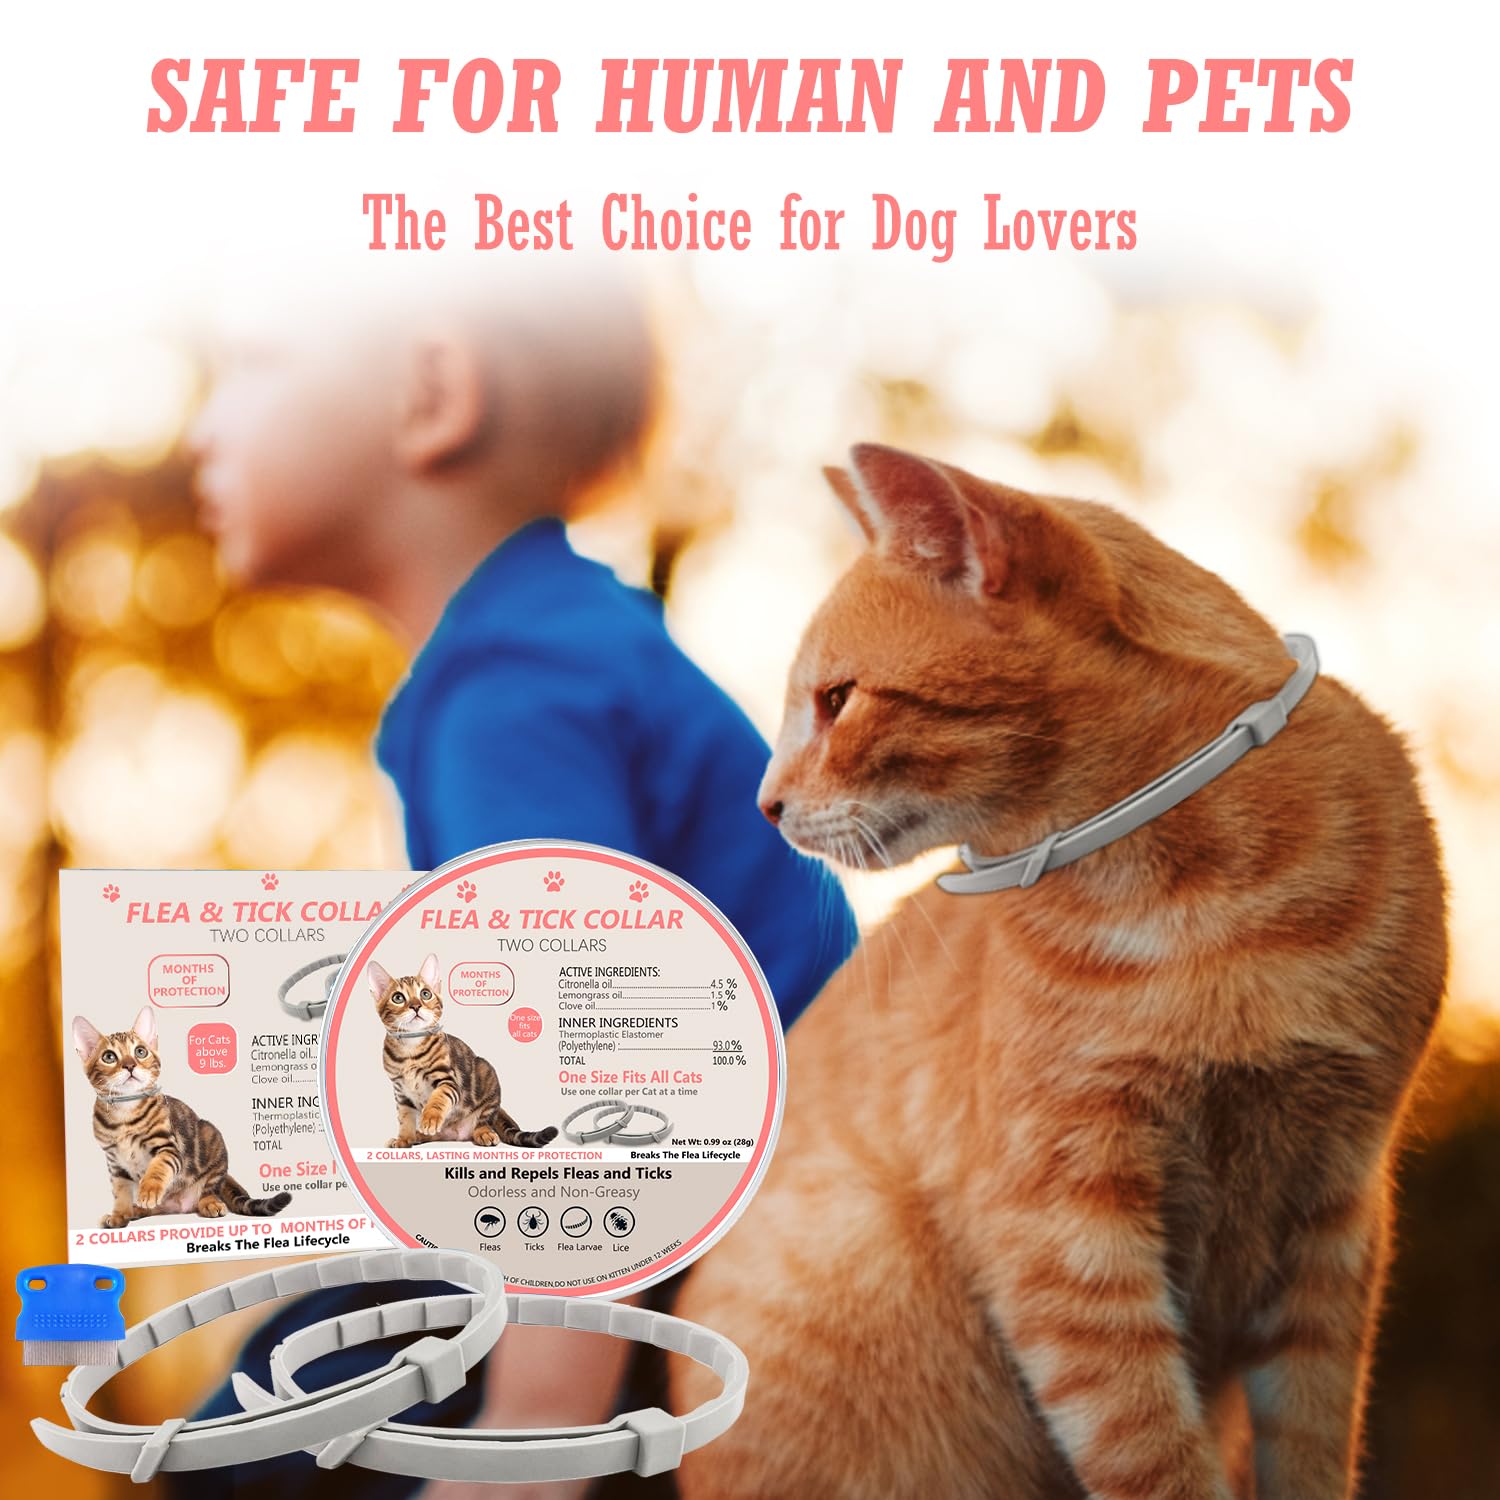 SAFE FOR HUMAN AND PETS
The Best Choice for Dog Lovers
FLEA & TICK COLLA
TWO COLLARS
MONTHS
OF
PROTECTION
For Cats
above
9 lbs.
ACTIVE INGR
Citronella oil...
Lemongrass o
Clove oil.........
INNER ING
Thermoplastic
(Polyethylene) :..
TOTAL
One Size
Use one collar pe
2 COLLARS PROVIDE UP TO MONTHS OF
Breaks The Flea Lifecycle
FLEA & TICK COLLAR
TWO COLLARS
MONTHS
OF
PROTECTION
One size
fits
all cats
ACTIVE INGREDIENTS:
Citronella oil..............................4.5 %
Lemongrass oil..........................1.5 %
Clove oil.....................................1 %
INNER INGREDIENTS
Thermoplastic Elastomer
(Polyethylene) :..........................93.0%
TOTAL 100.0 %
One Size Fits All Cats
Use one collar per Cat at a time
Net Wt: 0.99 oz (28g)
2 COLLARS, LASTING MONTHS OF PROTECTION Breaks The Flea Lifecycle
Kills and Repels Fleas and Ticks
Odorless and Non-Greasy
Fleas Ticks Flea Larvae Lice
CAUTIO H OF CHILDREN,DO NOT USE ON KITTEN UNDER 12 WEEKS